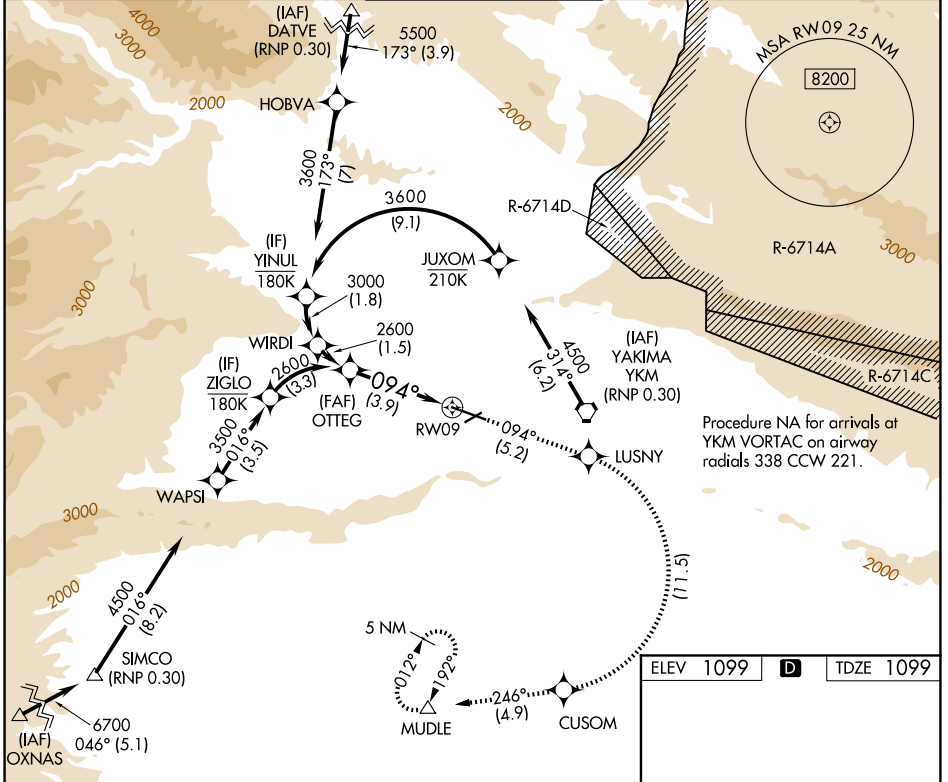 (IAF)
DATVE
(RNP 0.30)
5500
173° (3.9)
4000
3000
2000
HOBVA
2000
MSA RW09 25 NM
8200
3600
173°
(7)
3600
(9.1)
R-6714D
R-6714A
3000
(IF)
YINUL
180K
JUXOM
210K
3000
3000
(1.8)
WIRDI
2600
(1.5)
(IF)
ZIGLO
180K
2600
(3.3)
(FAF)
OTTEG
094°
(3.9)
4500
314°
(6.2)
(IAF)
YAKIMA
YKM
(RNP 0.30)
R-6714C
RW09
094°
(5.2)
LUSNY
Procedure NA for arrivals at
YKM VORTAC on airway
radials 338 CCW 221.
3500
016°
(3.5)
WAPSI
3000
2000
2000
(11.5)
4500
016°
(8.2)
SIMCO
(RNP 0.30)
5 NM
012°
192°
MUDLE
246°
(4.9)
CUSOM
(IAF)
OXNAS
6700
046° (5.1)
ELEV 1099
D
TDZE 1099